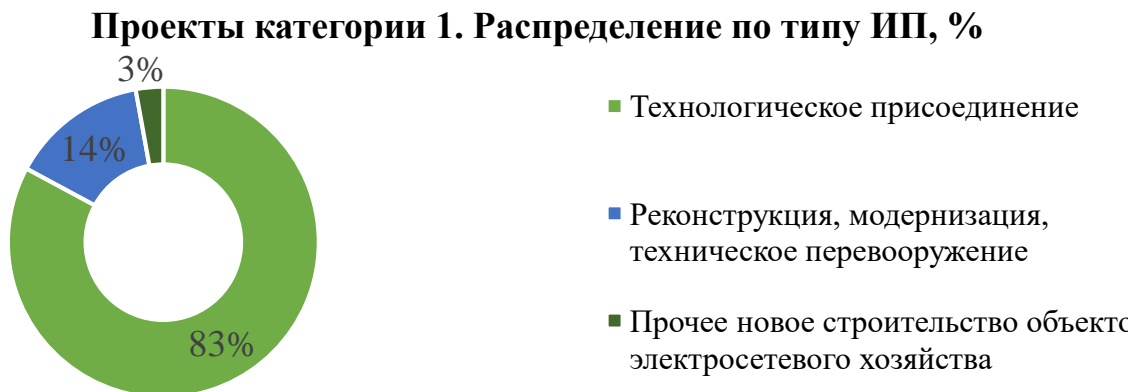 Проекты категории 1. Распределение по типу ИП, %
3%
14%
83%
Технологическое присоединение
Реконструкция, модернизация,
техническое перевооружение
Прочее новое строительство объекто
электросетевого хозяйства